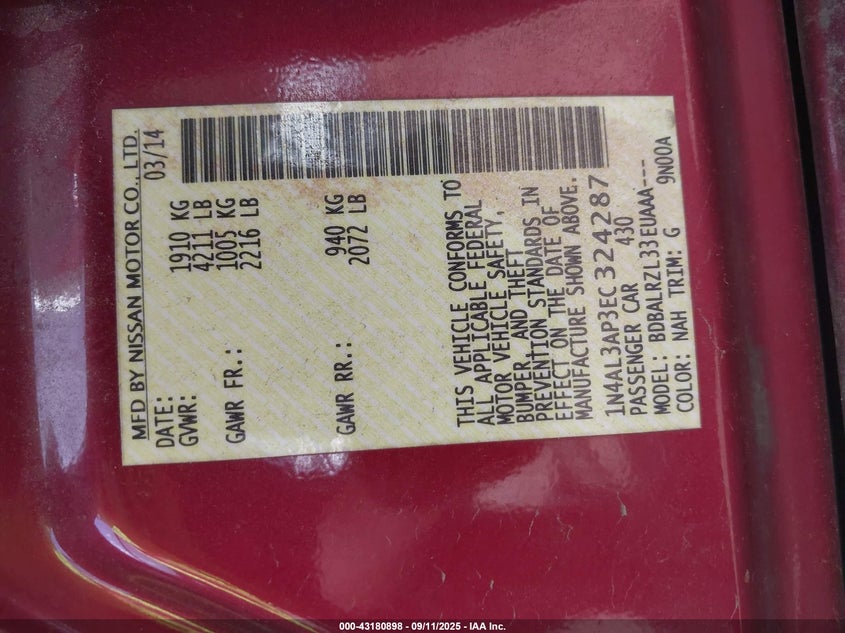 MFD BY NISSAN MOTOR CO., LTD.
DATE: 03/14
GVWR: 1910 KG
4211 LB
GAWR FR.: 1005 KG
2216 LB
GAWR RR.: 940 KG
2072 LB
THIS VEHICLE CONFORMS TO
ALL APPLICABLE FEDERAL
MOTOR VEHICLE SAFETY,
BUMPER, AND THEFT
PREVENTION STANDARDS IN
EFFECT ON THE DATE OF
MANUFACTURE SHOWN ABOVE.
1N4AL3AP3EC324287
PASSENGER CAR 430
MODEL: BDBALRZL33EUAAAA---
COLOR: NAH TRIM: G 9N00A
000-43180898 - 09/11/2025 - IAA Inc.